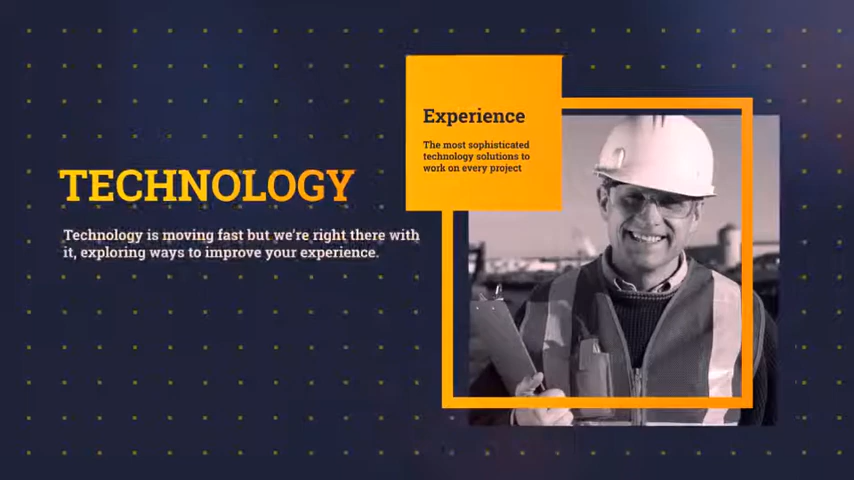 TECHNOLOGY
Technology is moving fast but we're right there with
it, exploring ways to improve your experience.
Experience
The most sophisticated
technology solutions to
work on every project